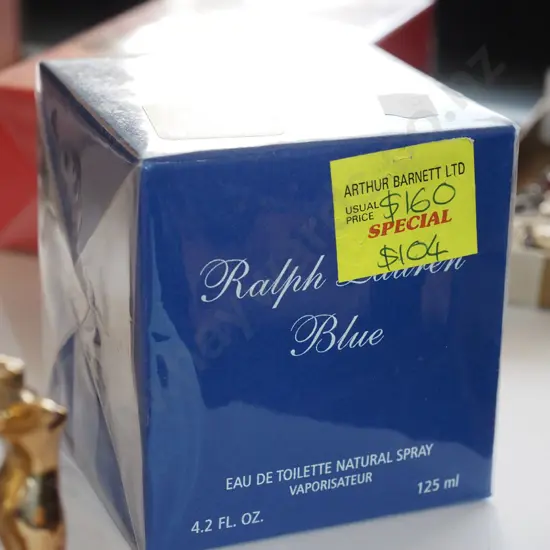 ARTHUR BARNETT LTD
USUAL PRICE $160
SPECIAL
$104
Ralph Lauren
Blue
EAU DE TOILETTE NATURAL SPRAY
VAPORISATEUR
4.2 FL. OZ. 125 ml